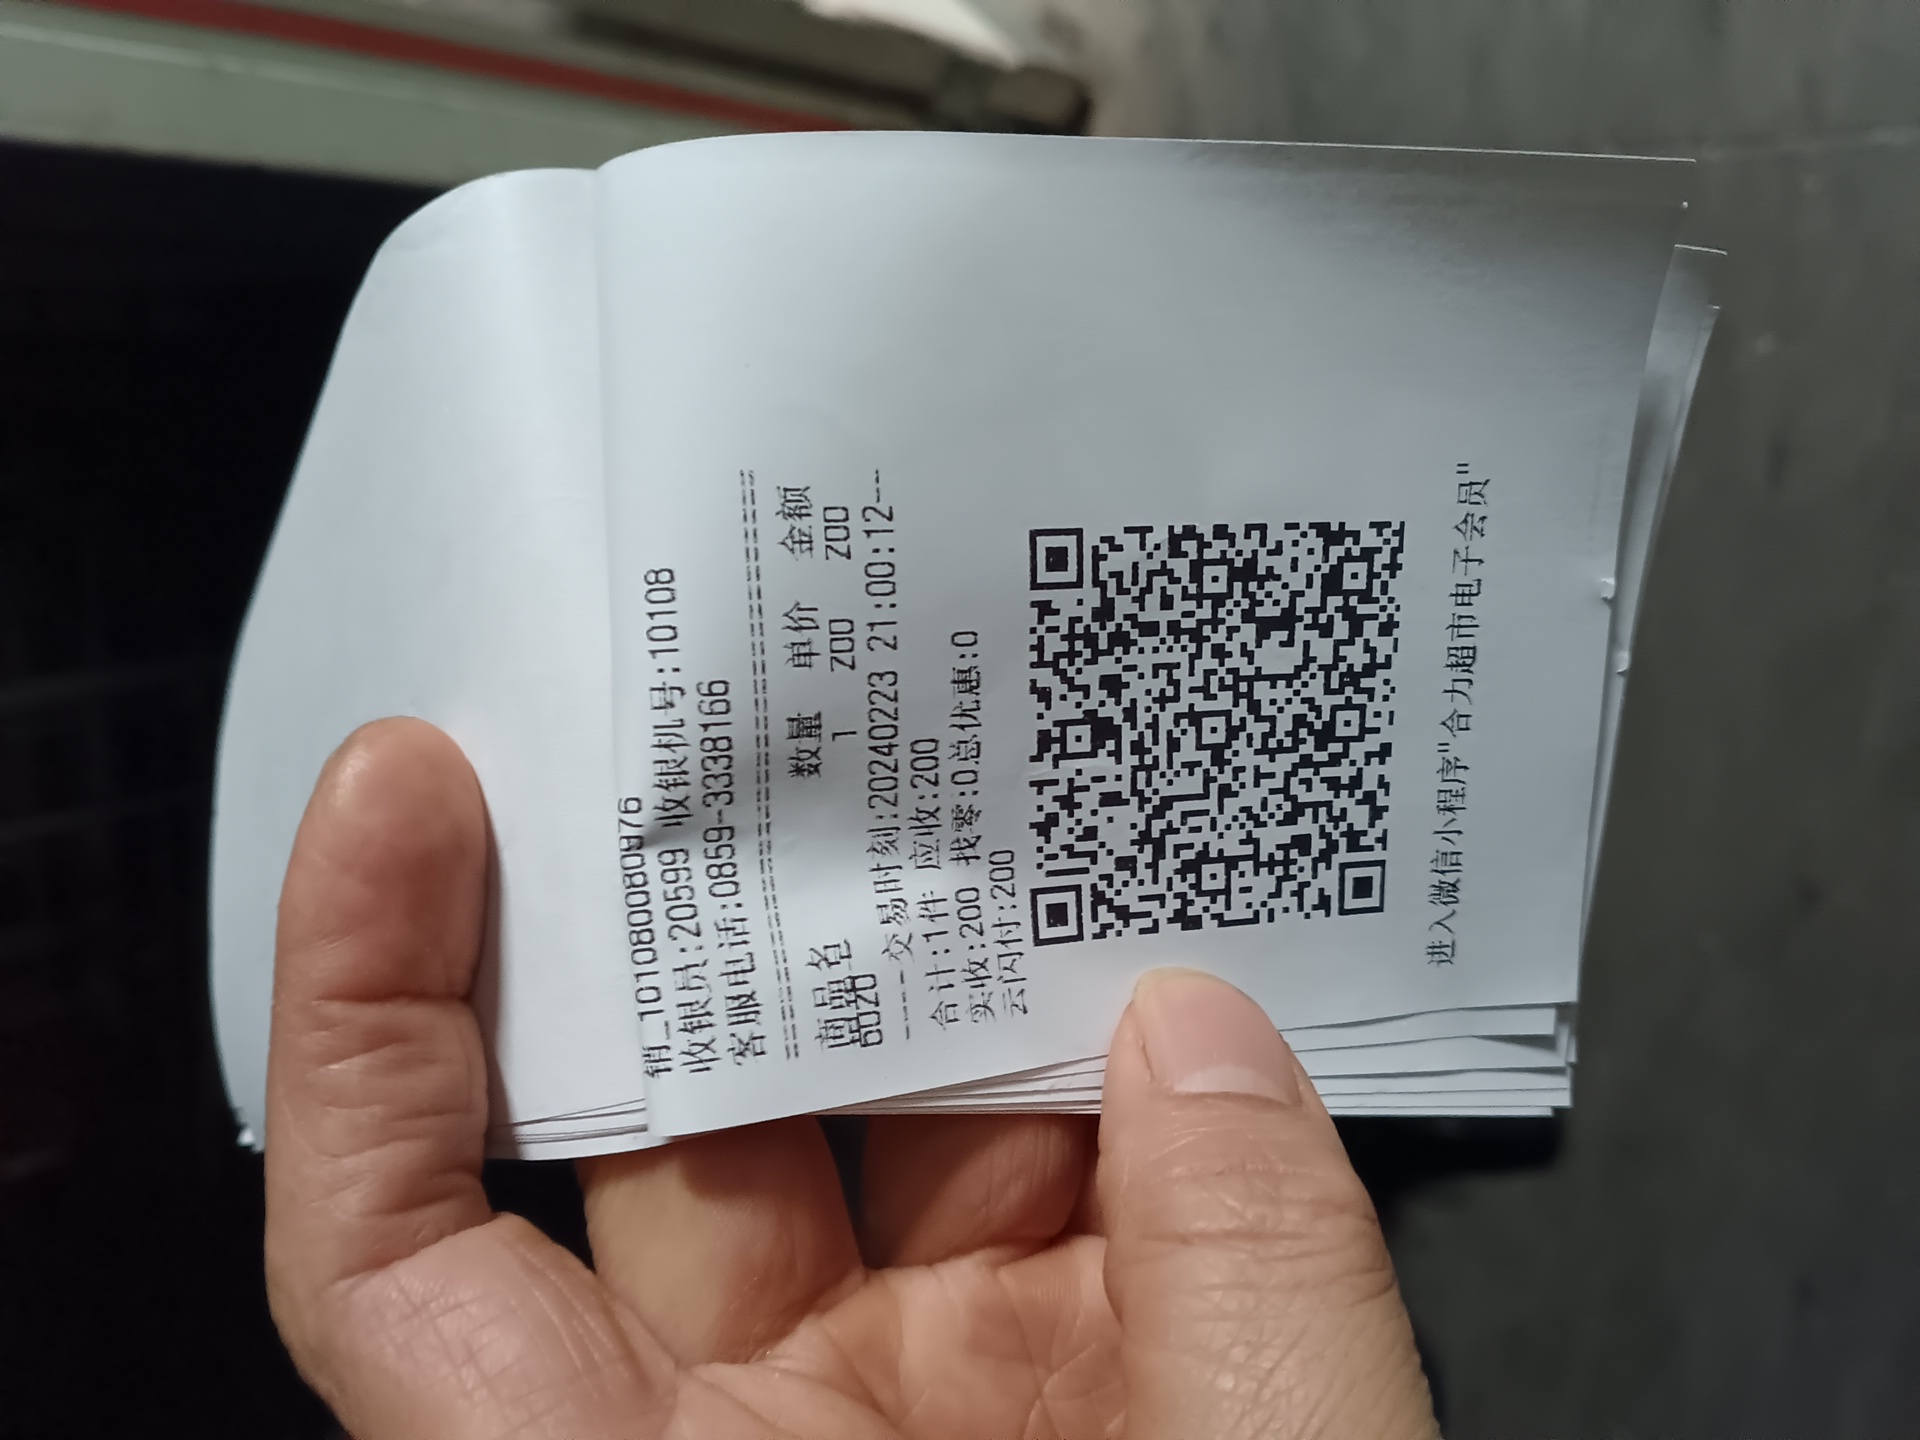 销_101080080976
收银员:20599 收银机号:10108
客服电话:0859-3338166
商品名 数量 单价 金额
1 200 200
----交易时刻:20240223 21:00:12---
合计:1件 应收:200
实收:200 找零:0总优惠:0
云闪付:200
进入微信小程序"合力超市电子会员"